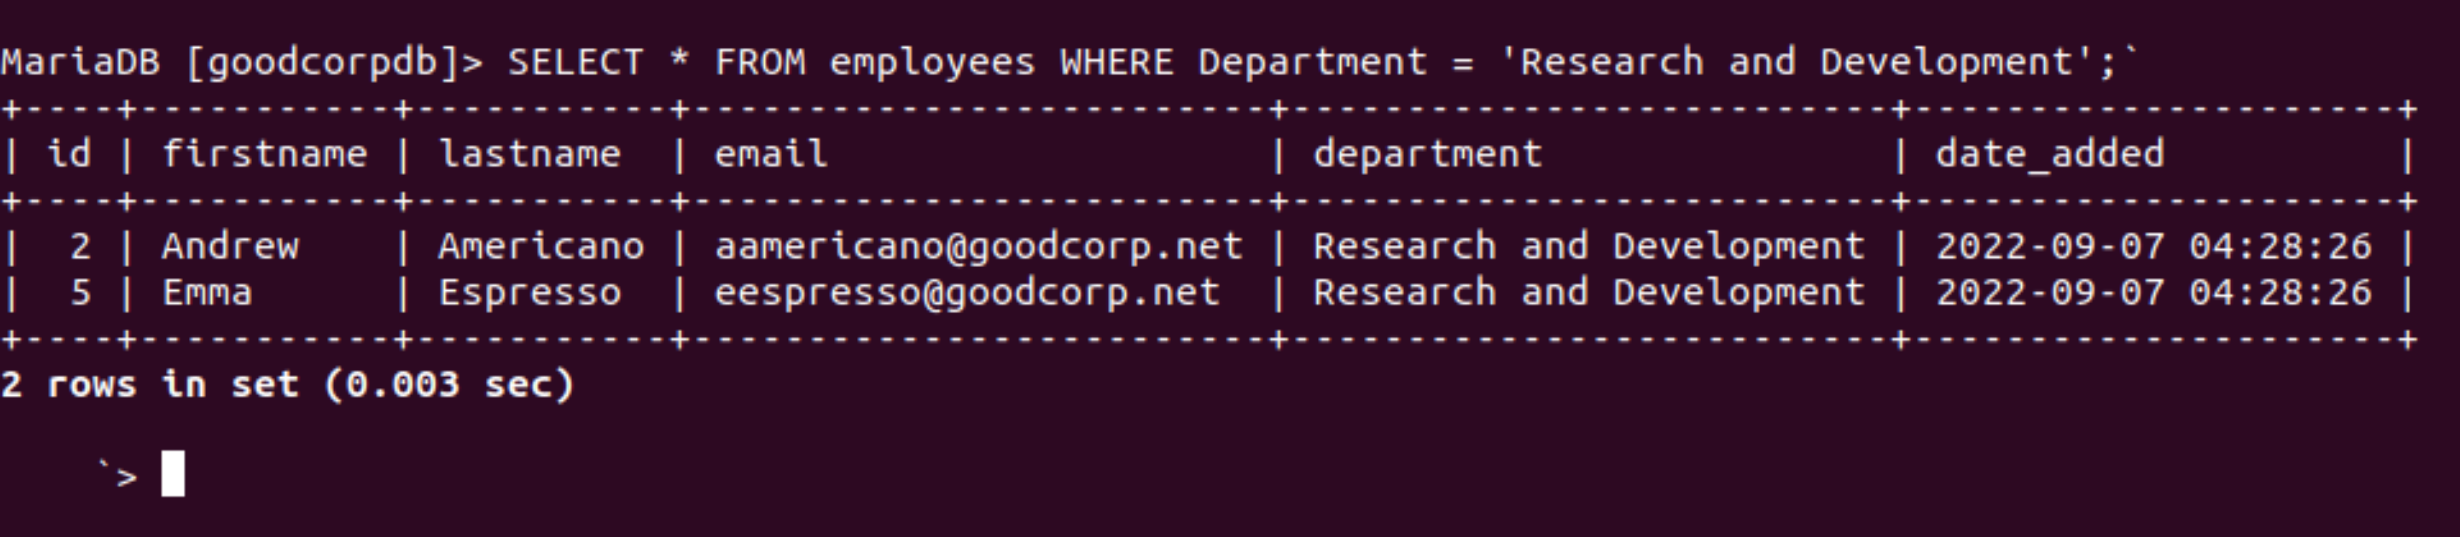 MariaDB [goodcorpdb]> SELECT * FROM employees WHERE Department = 'Research and Development';`
+----+-----------+-----------+------------------------+--------------------------+---------------------+
| id | firstname | lastname  | email                  | department               | date_added          |
+----+-----------+-----------+------------------------+--------------------------+---------------------+
|  2 | Andrew    | Americano | aamericano@goodcorp.net | Research and Development | 2022-09-07 04:28:26 |
|  5 | Emma      | Espresso  | eespresso@goodcorp.net  | Research and Development | 2022-09-07 04:28:26 |
+----+-----------+-----------+------------------------+--------------------------+---------------------+
2 rows in set (0.003 sec)
    `>